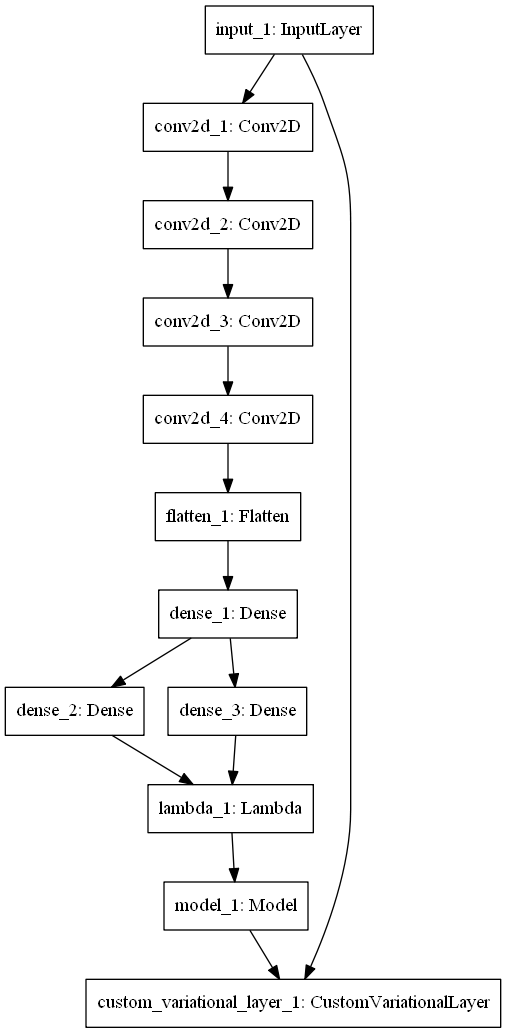 input_1: InputLayer
conv2d_1: Conv2D
conv2d_2: Conv2D
conv2d_3: Conv2D
conv2d_4: Conv2D
flatten_1: Flatten
dense_1: Dense
dense_2: Dense
dense_3: Dense
lambda_1: Lambda
model_1: Model
custom_variational_layer_1: CustomVariationalLayer